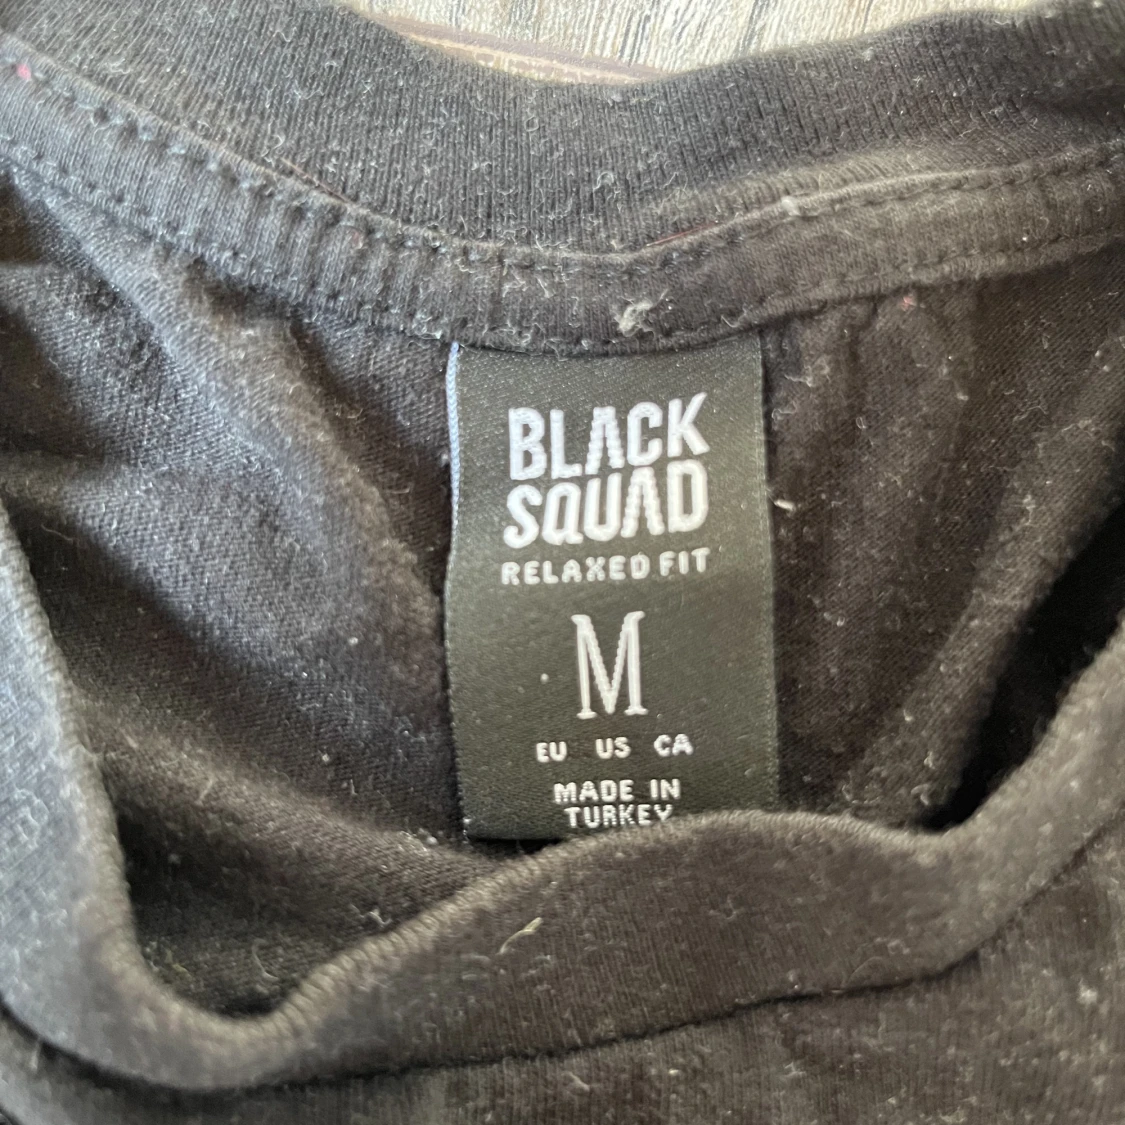 BLACK
SQUAD
RELAXED FIT
M
EU US CA
MADE IN
TURKEY